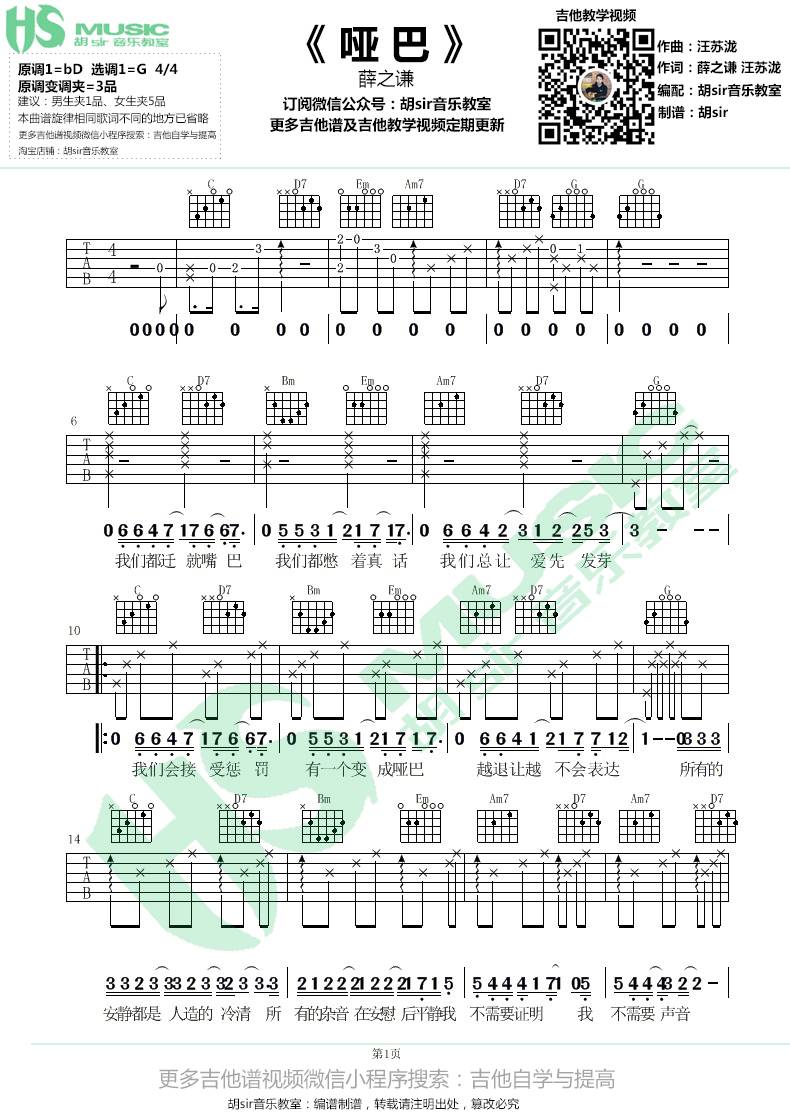 HS MUSIC
胡sir 音乐教室
《哑巴》
薛之谦
订阅微信公众号：胡sir音乐教室
更多吉他谱及吉他教学视频定期更新
原调1=bD 选调1=G 4/4
原调变调夹=3品
建议：男生夹1品、女生夹5品
本曲谱旋律相同歌词不同的地方已省略
更多吉他谱视频微信小程序搜索：吉他自学与提高
淘宝店铺：胡sir音乐教室
吉他教学视频
作曲：汪苏泷
作词：薛之谦 汪苏泷
编配：胡sir音乐教室
制谱：胡sir
C D7 Em Am7 D7 G G
T A B 4 4
0 0 2 3 2 0 2 3 0 0 1
0000 0 0 0 0 0 0 0 0 0 0 0 0 0 0 0 0
C D7 Bm Em Am7 D7 G
6
T A B
0 6 6 4 7 1 7 6 6 7. 0 5 5 3 1 2 1 7 1 7. 0 6 6 4 2 3 1 2 2 5 3 3 - - -
我们都迁 就嘴 巴 我们都憋 着真 话 我们总让 爱先 发芽
C D7 Bm Em Am7 D7 G
10
T A B
0 6 6 4 7 1 7 6 6 7. 0 5 5 3 1 2 1 7 1 7. 0 6 6 4 7 2 1 7 7 1 2 1 - - 0 3 3 3
我们会接 受惩 罚 有一个变 成哑巴 越退让越 不会表达 所有的
C D7 Bm Em Am7 D7 Am7 D7
14
T A B
3 3 2 3 3 3 2 3 3 2 3 3. 3 2 1 2 2 2 1 2 2 2 1 7 1 5 5 4 4 4 1 7 1 0 5 5 4 4 4 3 2 2 -
安静都是 人造的 冷清 所 有的杂音 在安慰 后平静我 不需要证明 我 不需要 声音
第1页
更多吉他谱视频微信小程序搜索：吉他自学与提高
胡sir音乐教室：编谱制谱，转载请注明出处，篡改必究